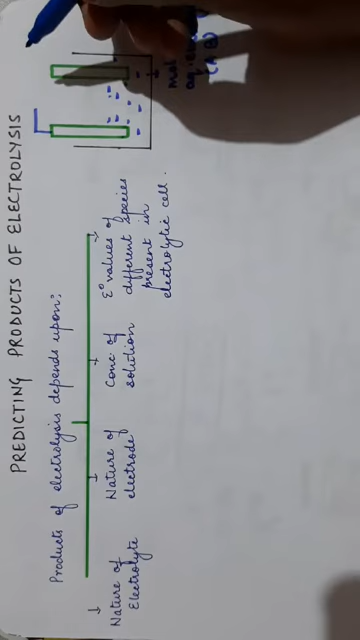 PREDICTING PRODUCTS OF ELECTROLYSIS
Products of electrolysis depends upon:
Nature of
Electrolyte
Nature of
electrode
Conc of
solution
E° values of
different species
present in
electrolytic cell.
mol
(A B)